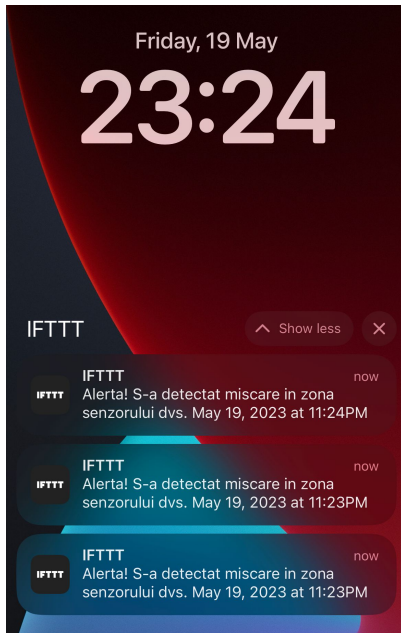 Friday, 19 May
23:24
IFTTT
Show less
IFTTT
now
IFTTT
Alerta! S-a detectat miscare in zona
senzorului dvs. May 19, 2023 at 11:24PM
IFTTT
now
IFTTT
Alerta! S-a detectat miscare in zona
senzorului dvs. May 19, 2023 at 11:23PM
IFTTT
now
IFTTT
Alerta! S-a detectat miscare in zona
senzorului dvs. May 19, 2023 at 11:23PM